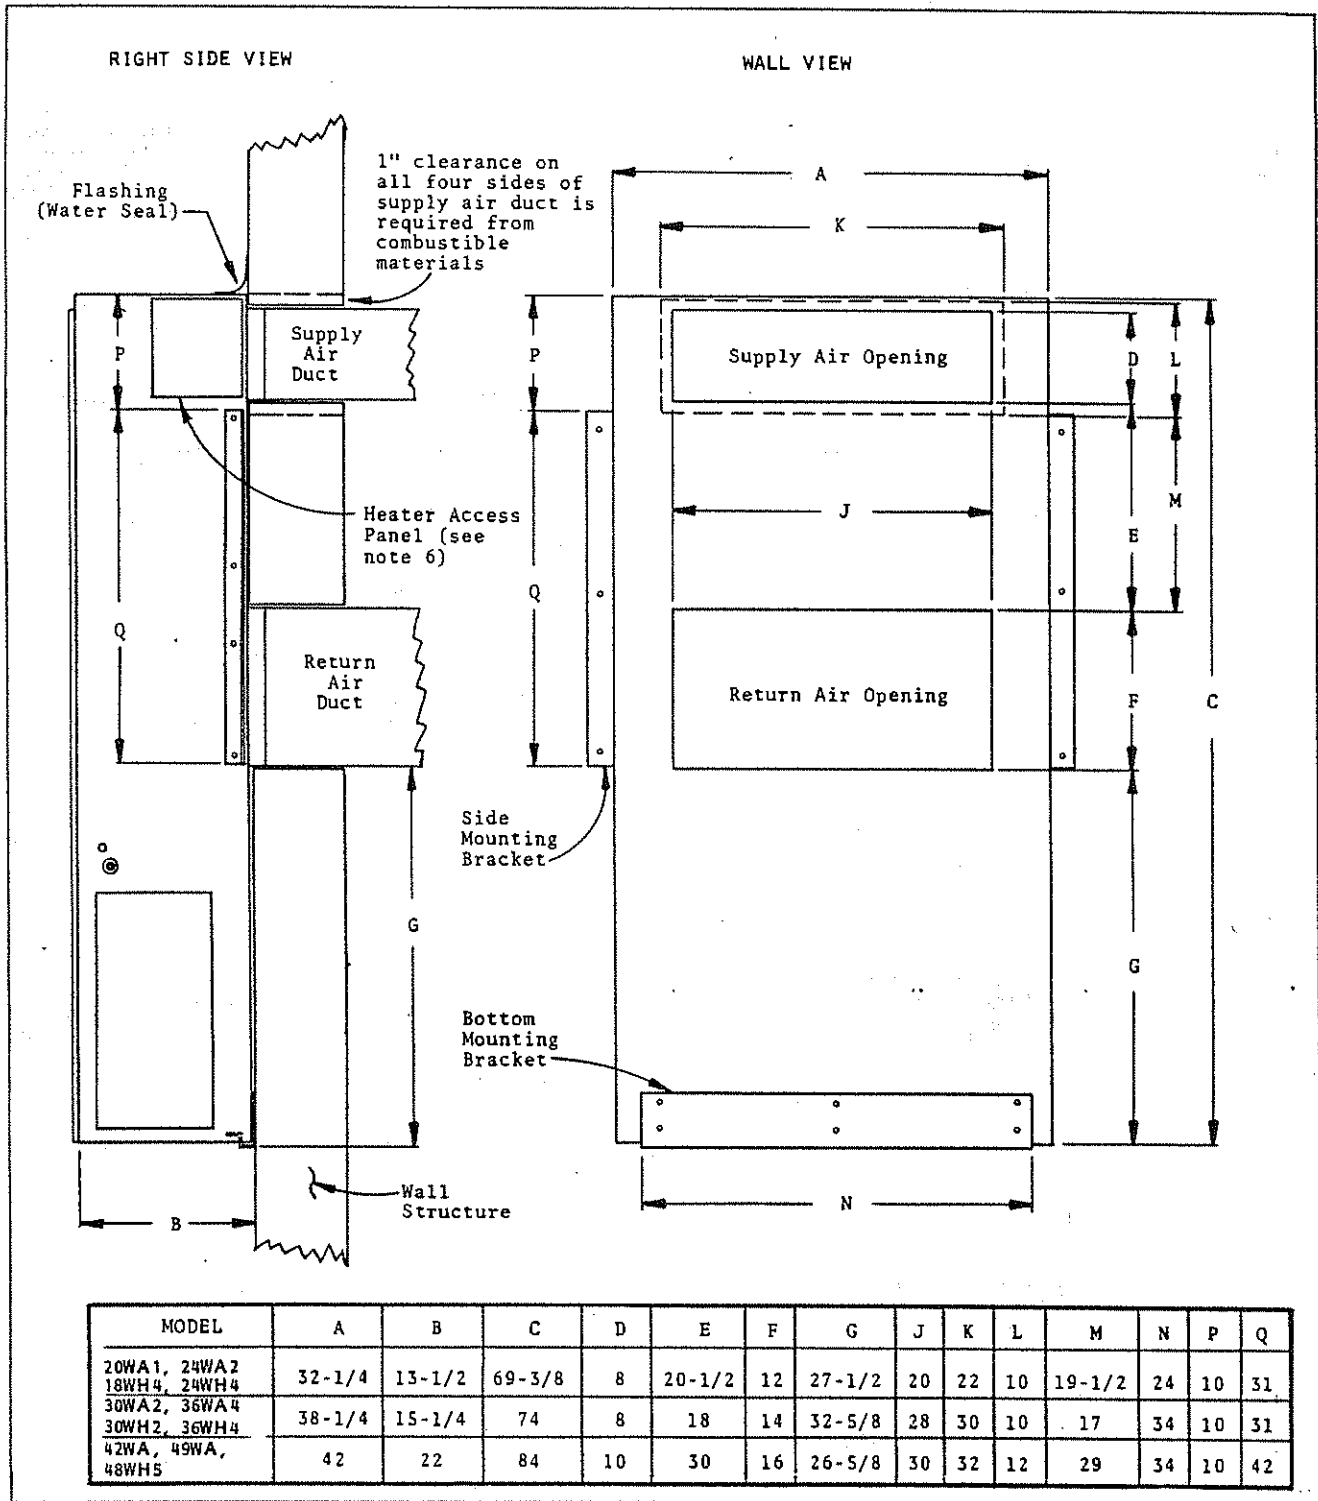 RIGHT SIDE VIEW
WALL VIEW
Flashing
(Water Seal)
1" clearance on
all four sides of
supply air duct is
required from
combustible
materials
A
K
P
Supply
Air
Duct
P
Supply Air Opening
D
L
Heater Access
Panel (see
note 6)
J
M
E
Q
Q
Return
Air
Duct
Return Air Opening
F
C
Side
Mounting
Bracket
G
G
Bottom
Mounting
Bracket
Wall
Structure
B
N
MODEL A B C D E F G J K L M N P Q
20WA1, 24WA2
18WH4, 24WH4 32-1/4 13-1/2 69-3/8 8 20-1/2 12 27-1/2 20 22 10 19-1/2 24 10 31
30WA2, 36WA4
30WH2, 36WH4 38-1/4 15-1/4 74 8 18 14 32-5/8 28 30 10 17 34 10 31
42WA, 49WA,
48WH5 42 22 84 10 30 16 26-5/8 30 32 12 29 34 10 42